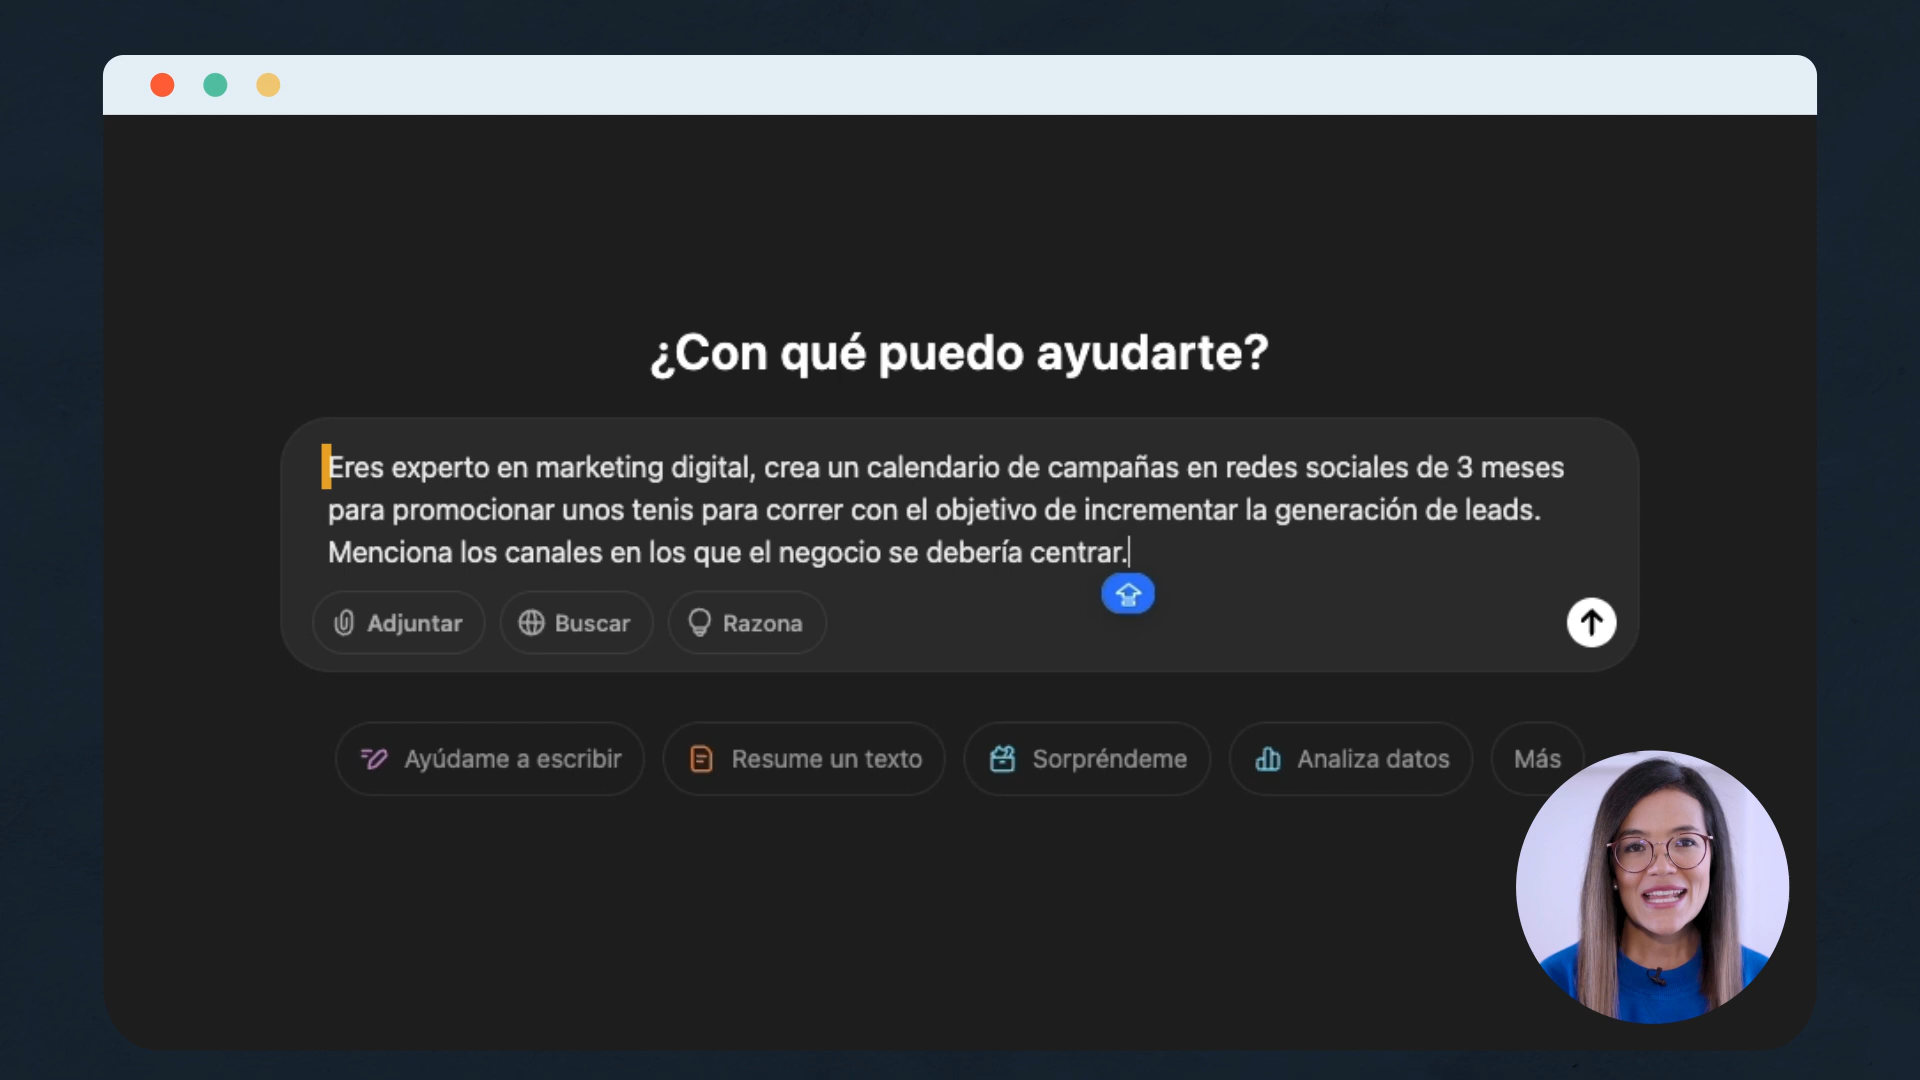 ¿Con qué puedo ayudarte?
Eres experto en marketing digital, crea un calendario de campañas en redes sociales de 3 meses
para promocionar unos tenis para correr con el objetivo de incrementar la generación de leads.
Menciona los canales en los que el negocio se debería centrar.
Adjuntar
Buscar
Razona
Ayúdame a escribir
Resume un texto
Sorpréndeme
Analiza datos
Más